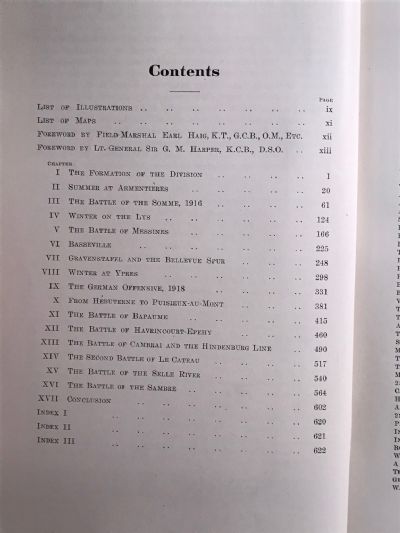 Contents
PAGE
LIST OF ILLUSTRATIONS .. .. .. .. .. .. .. ix
LIST OF MAPS .. .. .. .. .. .. .. .. xi
FOREWORD BY FIELD-MARSHAL EARL HAIG, K.T., G.C.B., O.M., ETC. xii
FOREWORD BY LT.-GENERAL SIR G. M. HARPER, K.C.B., D.S.O. .. .. xiii
CHAPTER
I THE FORMATION OF THE DIVISION .. .. .. .. .. 1
II SUMMER AT ARMENTIÈRES .. .. .. .. .. .. 20
III THE BATTLE OF THE SOMME, 1916 .. .. .. .. .. 61
IV WINTER ON THE LYS .. .. .. .. .. .. 124
V THE BATTLE OF MESSINES .. .. .. .. .. 166
VI BASSEVILLE .. .. .. .. .. .. .. 225
VII GRAVENSTAFEL AND THE BELLEVUE SPUR .. .. .. 248
VIII WINTER AT YPRES .. .. .. .. .. .. 298
IX THE GERMAN OFFENSIVE, 1918 .. .. .. .. .. 331
X FROM HÉBUTERNE TO PUISIEUX-AU-MONT .. .. .. .. 381
XI THE BATTLE OF BAPAUME .. .. .. .. .. 415
XII THE BATTLE OF HAVRINCOURT-EPEHY .. .. .. .. 460
XIII THE BATTLE OF CAMBRAI AND THE HINDENBURG LINE .. .. 490
XIV THE SECOND BATTLE OF LE CATEAU .. .. .. .. 517
XV THE BATTLE OF THE SELLE RIVER .. .. .. .. 540
XVI THE BATTLE OF THE SAMBRE .. .. .. .. .. 564
XVII CONCLUSION .. .. .. .. .. .. .. 602
INDEX I .. .. .. .. .. .. .. 620
INDEX II .. .. .. .. .. .. .. 621
INDEX III .. .. .. .. .. .. .. 622